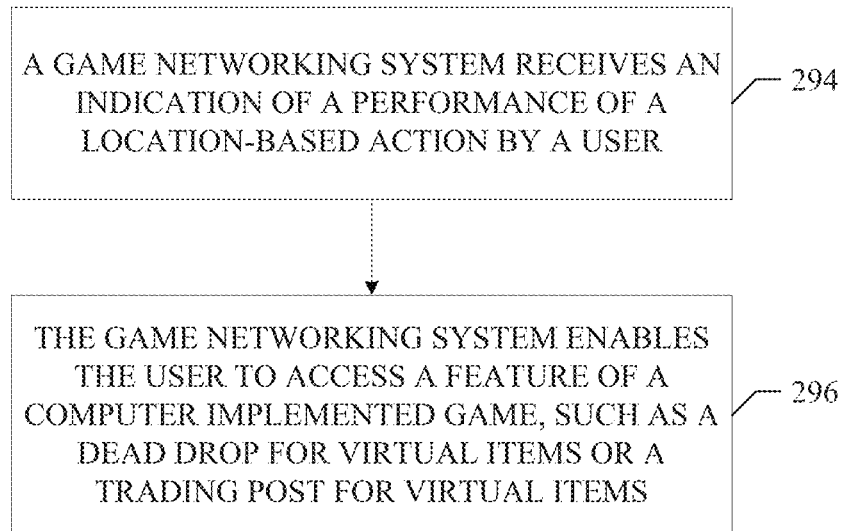 A GAME NETWORKING SYSTEM RECEIVES AN
INDICATION OF A PERFORMANCE OF A
LOCATION-BASED ACTION BY A USER
294
THE GAME NETWORKING SYSTEM ENABLES
THE USER TO ACCESS A FEATURE OF A
COMPUTER IMPLEMENTED GAME, SUCH AS A
DEAD DROP FOR VIRTUAL ITEMS OR A
TRADING POST FOR VIRTUAL ITEMS
296